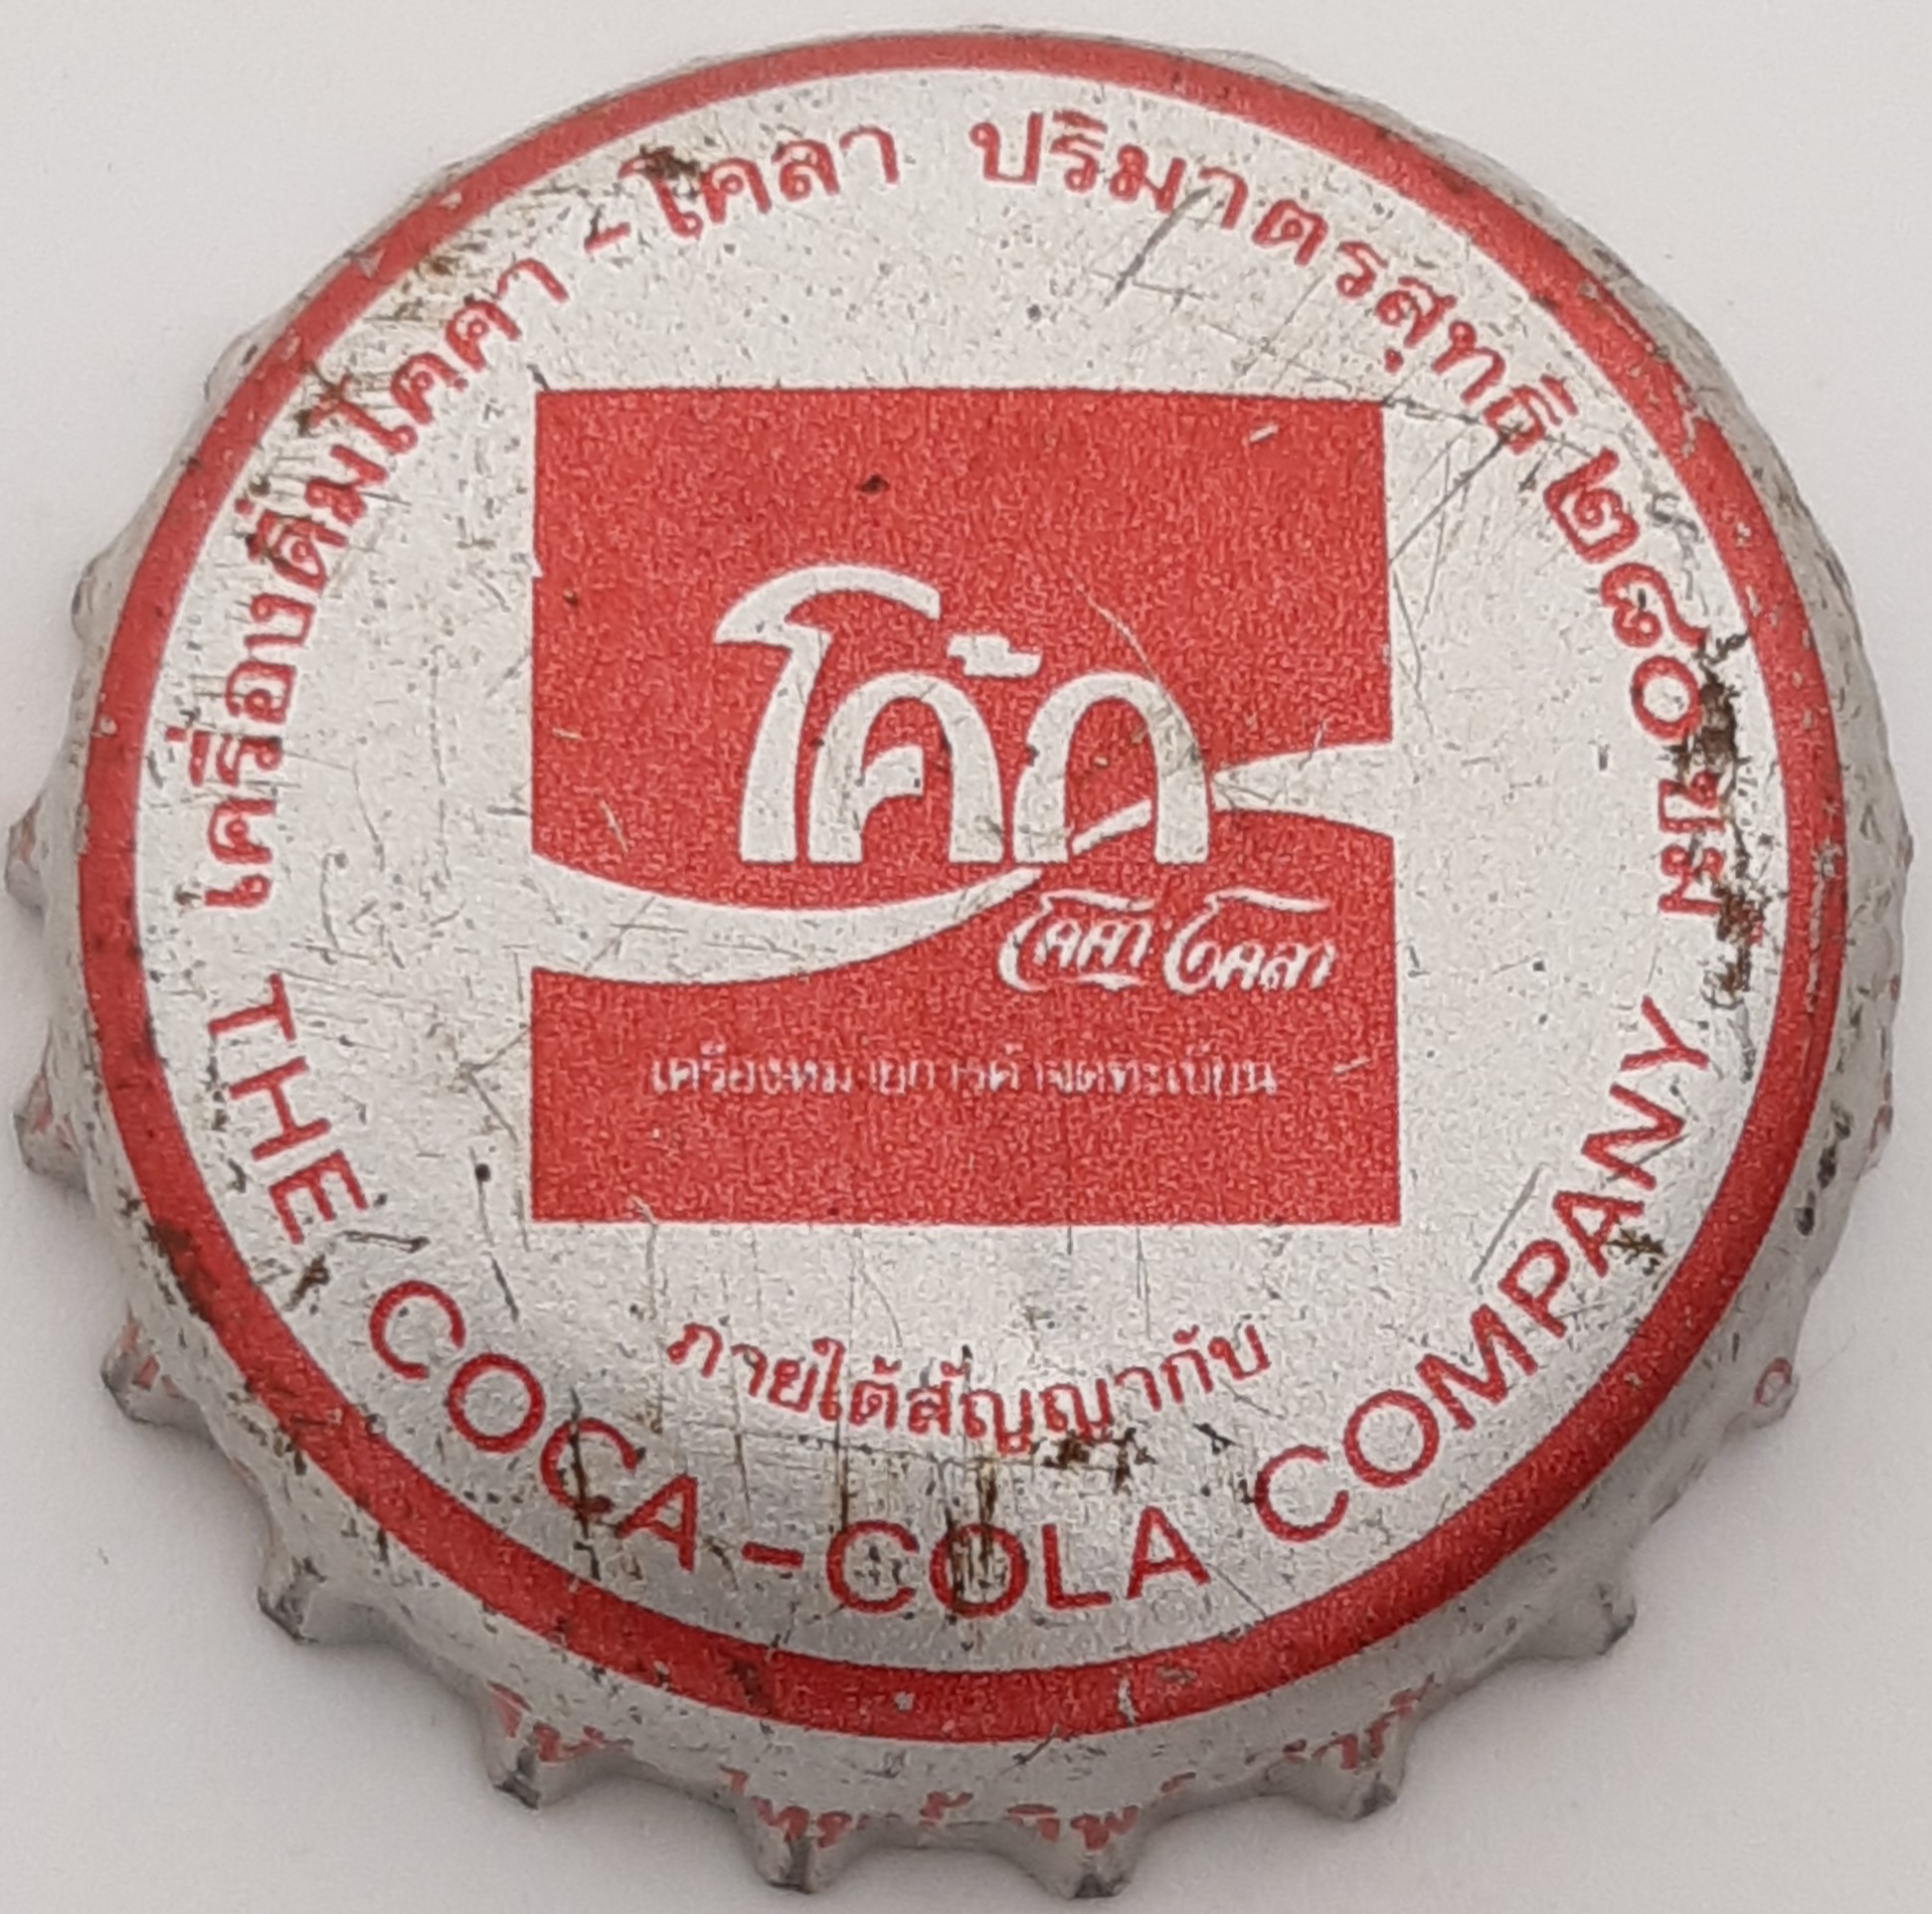 เครื่องดื่มโคคา-โคลา ปริมาตรสุทธิ ๒๘๐ ซม
โค้ก
โคคา-โคลา
เครื่องหมายการค้าจดทะเบียน
ภายใต้สัญญากับ
THE COCA-COLA COMPANY